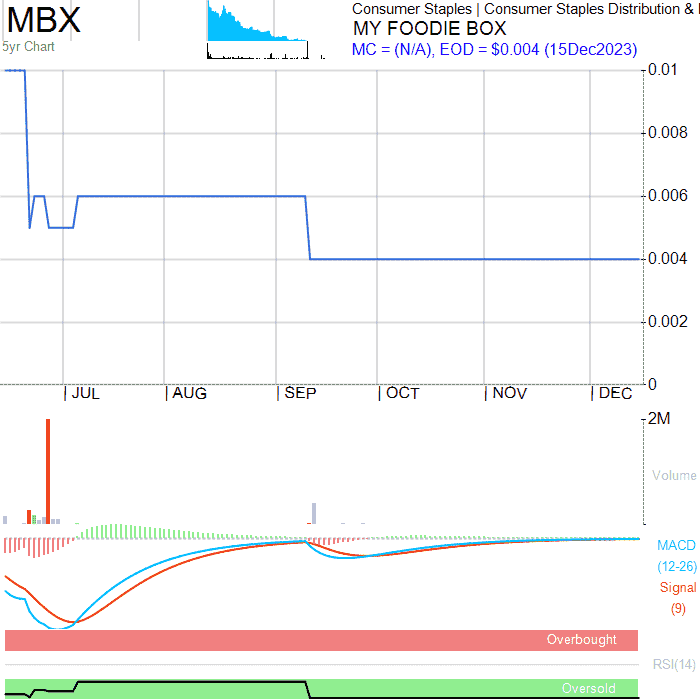 MBX
5yr Chart
Consumer Staples | Consumer Staples Distribution &
MY FOODIE BOX
MC = (N/A), EOD = $0.004 (15Dec2023)
0.01
0.008
0.006
0.004
0.002
0
JUL
AUG
SEP
OCT
NOV
DEC
2M
Volume
MACD
(12-26)
Signal
(9)
Overbought
RSI(14)
Oversold